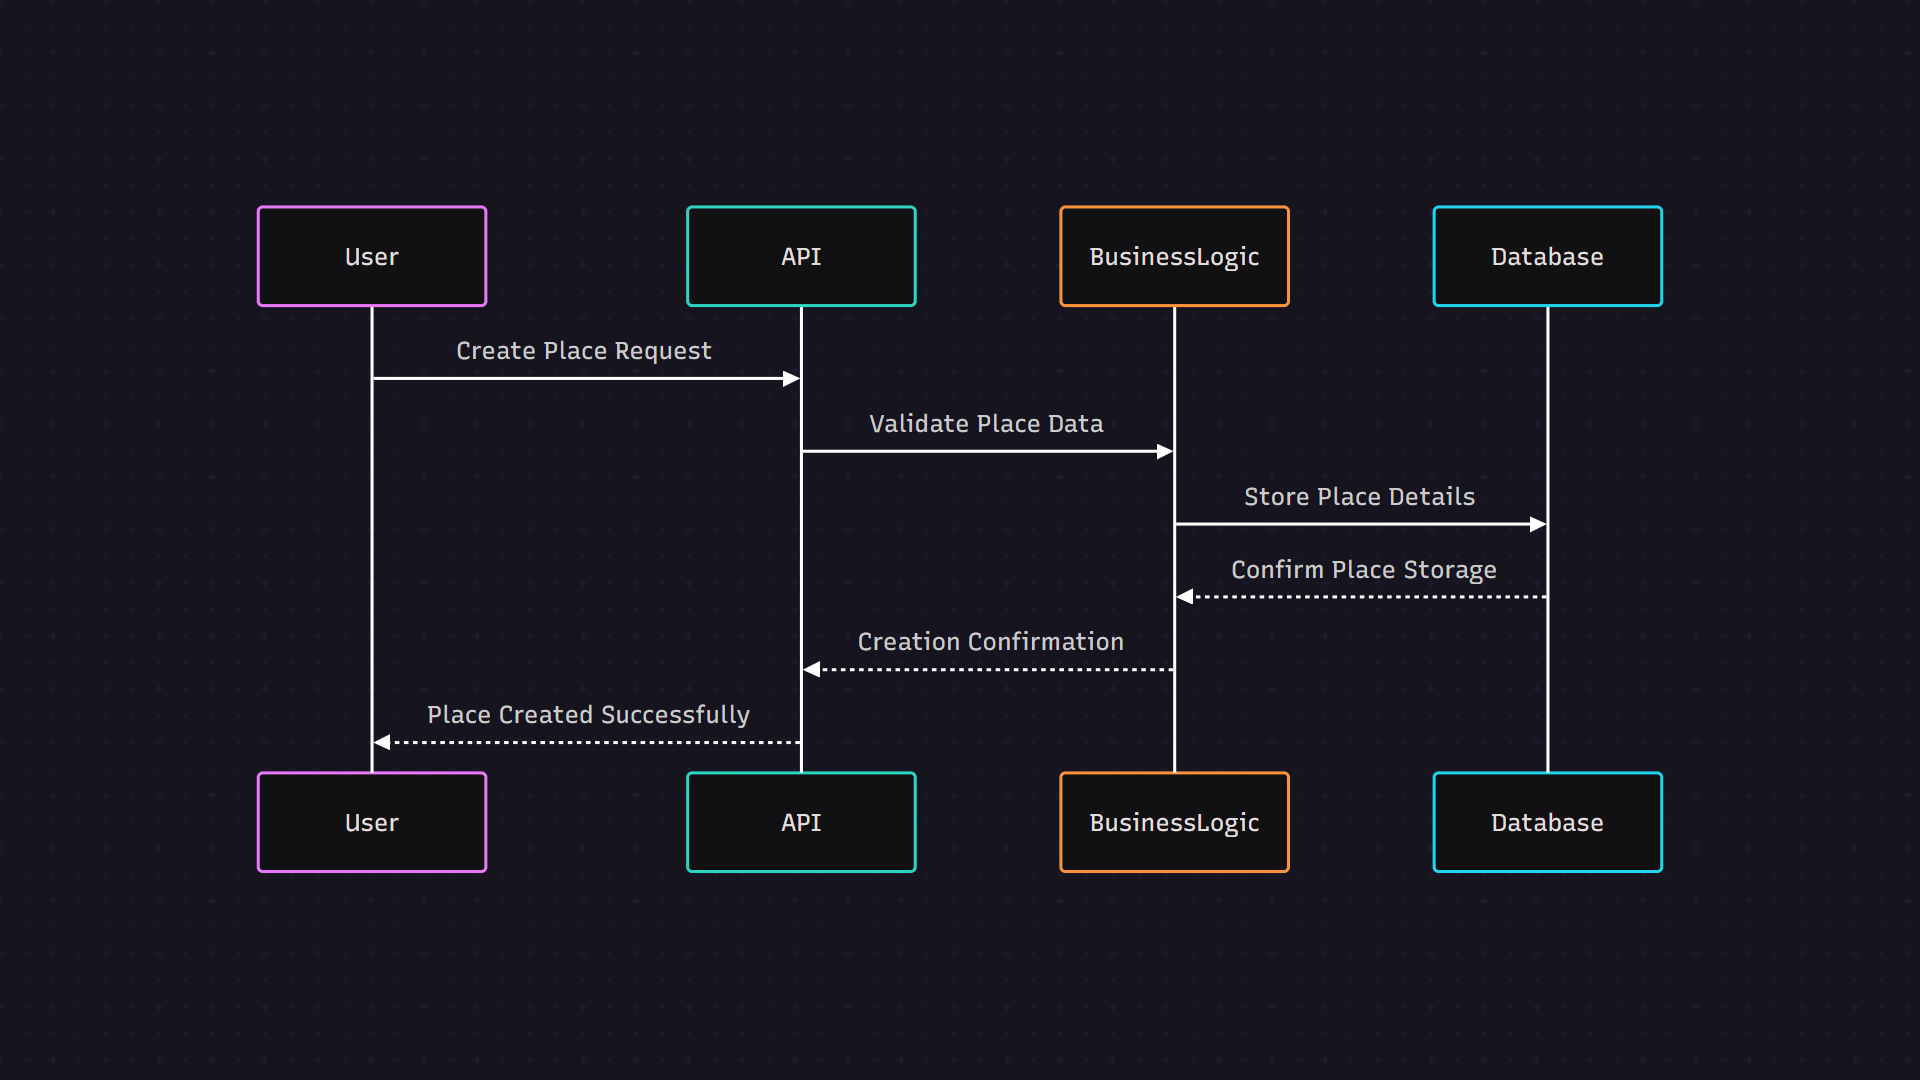 User
API
BusinessLogic
Database
Create Place Request
Validate Place Data
Store Place Details
Confirm Place Storage
Creation Confirmation
Place Created Successfully
User
API
BusinessLogic
Database